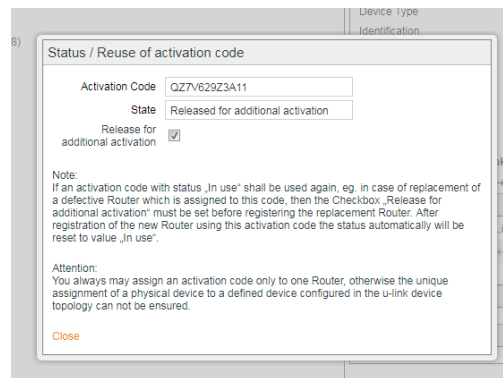 Device Type
Identification
8)
Status / Reuse of activation code
Activation Code QZ7V629Z3A11
State Released for additional activation
Release for
additional activation
Note:
If an activation code with status „In use“ shall be used again, eg. in case of replacement of
a defective Router which is assigned to this code, then the Checkbox „Release for
additional activation“ must be set before registering the replacement Router. After
registration of the new Router using this activation code the status automatically will be
reset to value „In use“.
Attention:
You always may assign an activation code only to one Router, otherwise the unique
assignment of a physical device to a defined device configured in the u-link device
topology can not be ensured.
Close